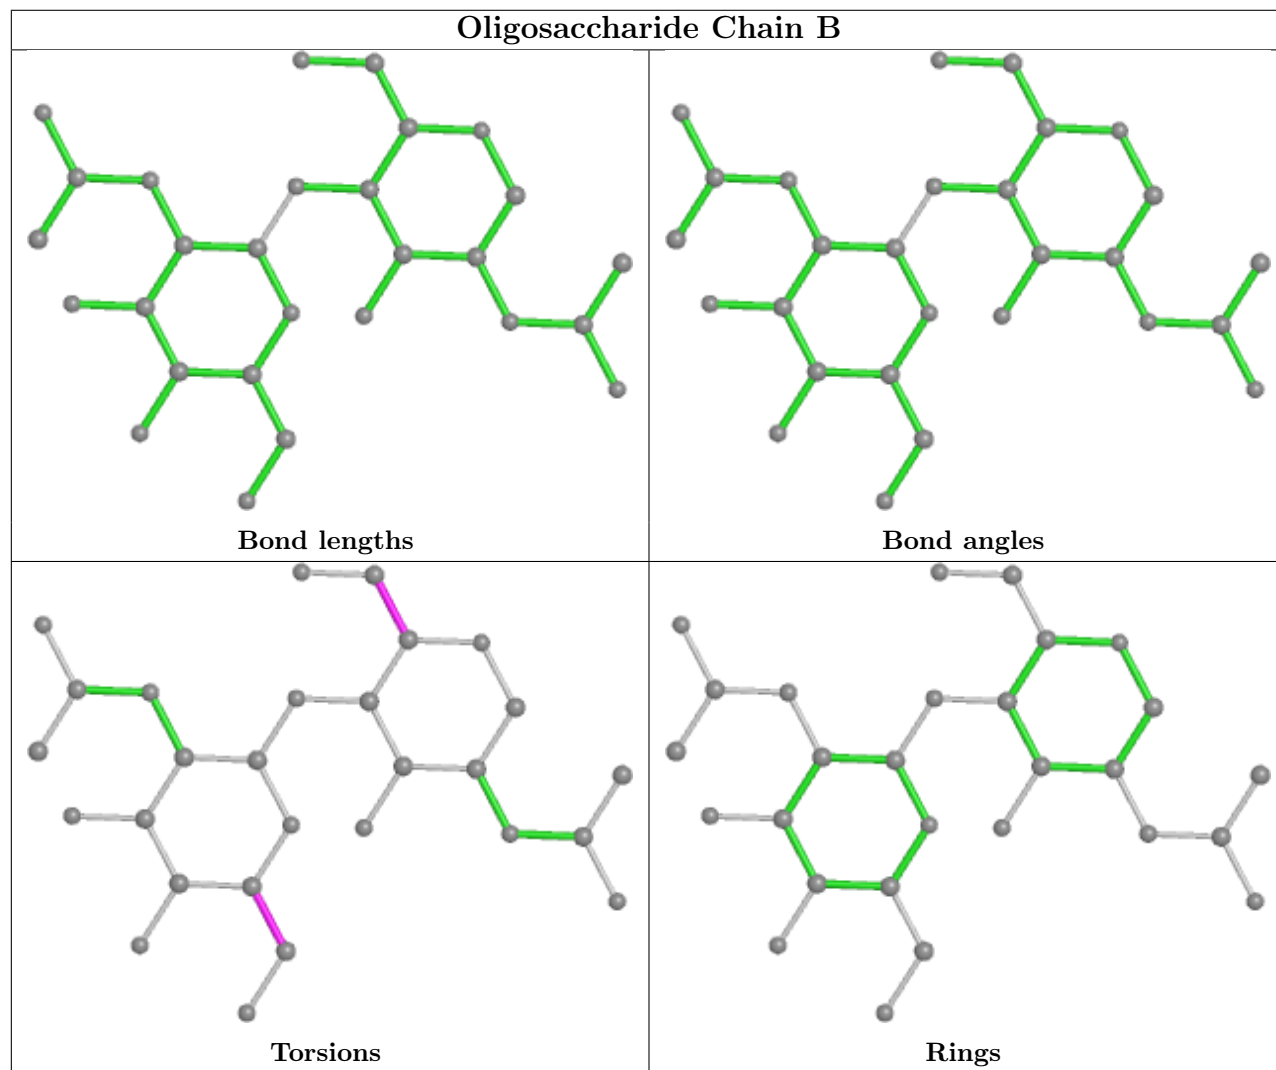 Oligosaccharide Chain B
Bond lengths
Bond angles
Torsions
Rings